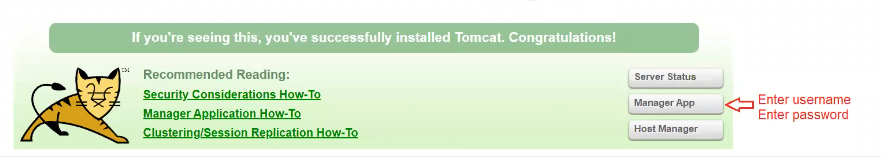 If you're seeing this, you've successfully installed Tomcat. Congratulations!
Recommended Reading:
Security Considerations How-To
Manager Application How-To
Clustering/Session Replication How-To
Server Status
Manager App
Host Manager
Enter username
Enter password
TM